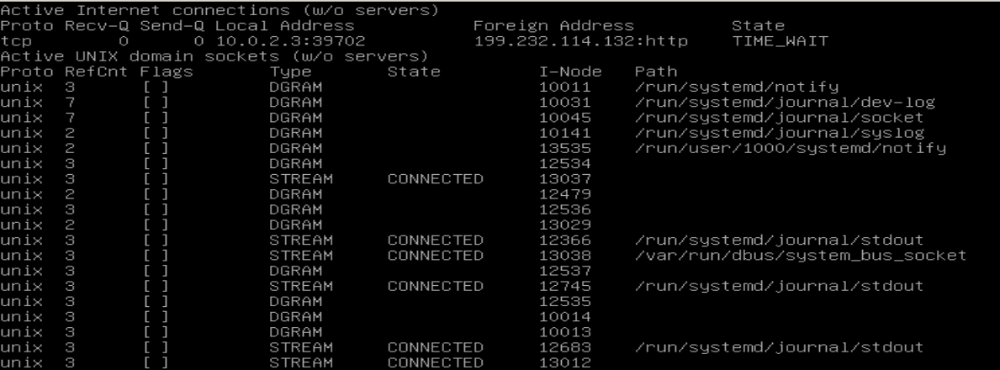 Active Internet connections (w/o servers)
Proto Recv-Q Send-Q Local Address           Foreign Address         State
tcp        0      0 10.0.2.3:39702          199.232.114.132:http    TIME_WAIT
Active UNIX domain sockets (w/o servers)
Proto RefCnt Flags       Type       State         I-Node   Path
unix  3      [ ]         DGRAM                    10011    /run/systemd/notify
unix  7      [ ]         DGRAM                    10031    /run/systemd/journal/dev-log
unix  7      [ ]         DGRAM                    10045    /run/systemd/journal/socket
unix  2      [ ]         DGRAM                    10141    /run/systemd/journal/syslog
unix  2      [ ]         DGRAM                    13535    /run/user/1000/systemd/notify
unix  3      [ ]         DGRAM                    12534
unix  3      [ ]         STREAM     CONNECTED     13037
unix  2      [ ]         DGRAM                    12479
unix  3      [ ]         DGRAM                    12536
unix  2      [ ]         DGRAM                    13029
unix  3      [ ]         STREAM     CONNECTED     12366    /run/systemd/journal/stdout
unix  3      [ ]         STREAM     CONNECTED     13038    /var/run/dbus/system_bus_socket
unix  3      [ ]         DGRAM                    12537
unix  3      [ ]         STREAM     CONNECTED     12745    /run/systemd/journal/stdout
unix  3      [ ]         DGRAM                    12535
unix  3      [ ]         DGRAM                    10014
unix  3      [ ]         DGRAM                    10013
unix  3      [ ]         STREAM     CONNECTED     12683    /run/systemd/journal/stdout
unix  3      [ ]         STREAM     CONNECTED     13012